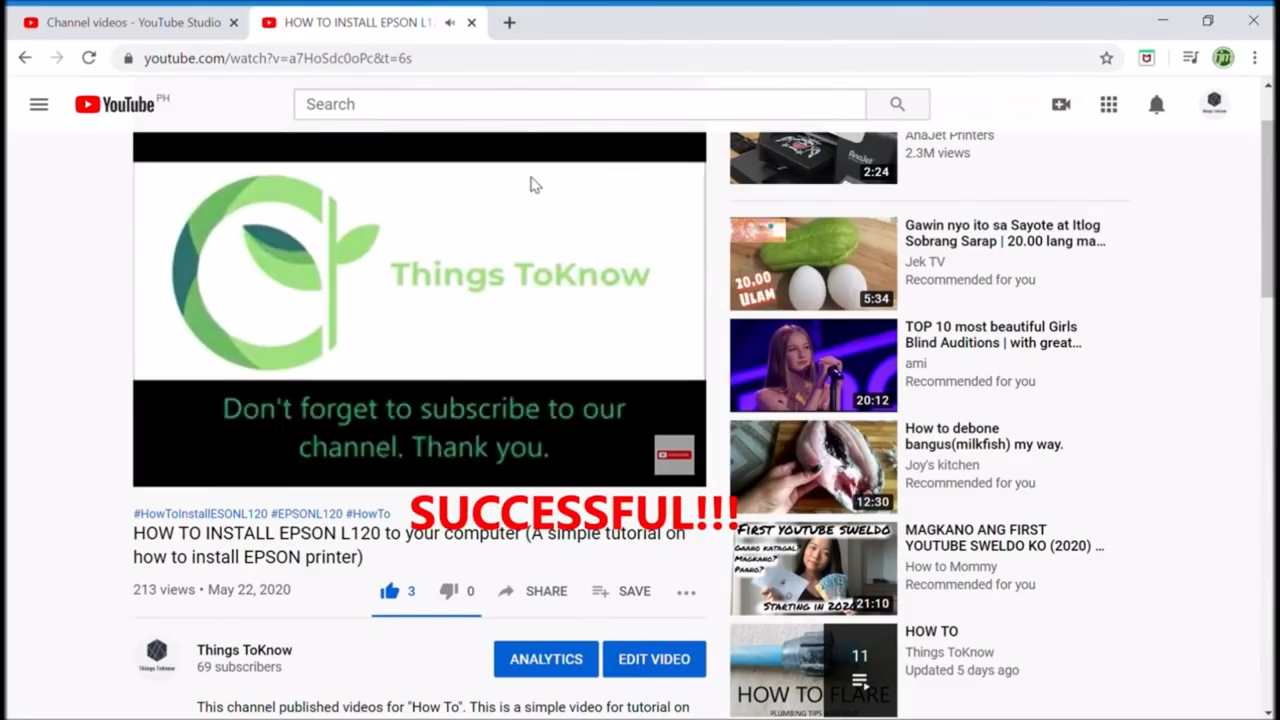 Channel videos - YouTube Studio
HOW TO INSTALL EPSON L1
youtube.com/watch?v=a7HoSdc0oPc&t=6s
YouTube PH
Search
Things ToKnow
Don't forget to subscribe to our
channel. Thank you.
SUCCESSFUL!!!
#HowToInstallESONL120 #EPSONL120 #HowTo
HOW TO INSTALL EPSON L120 to your computer (A simple tutorial on
how to install EPSON printer)
213 views • May 22, 2020
3
0
SHARE
SAVE
Things ToKnow
69 subscribers
ANALYTICS
EDIT VIDEO
This channel published videos for "How To". This is a simple video for tutorial on
AnaJet Printers
2.3M views
AnaJet
2:24
20.00
ULAM
5:34
Gawin nyo ito sa Sayote at Itlog
Sobrang Sarap | 20.00 lang ma...
Jek TV
Recommended for you
20:12
TOP 10 most beautiful Girls
Blind Auditions | with great...
ami
Recommended for you
12:30
How to debone
bangus(milkfish) my way.
Joy's kitchen
Recommended for you
FIRST YOUTUBE SWELDO
GAANO KATAGAL?
MAGKANO?
PAANO?
STARTING IN 2020
21:10
MAGKANO ANG FIRST
YOUTUBE SWELDO KO (2020) ...
How to Mommy
Recommended for you
11
HOW TO FLARE
HOW TO
Things ToKnow
Updated 5 days ago